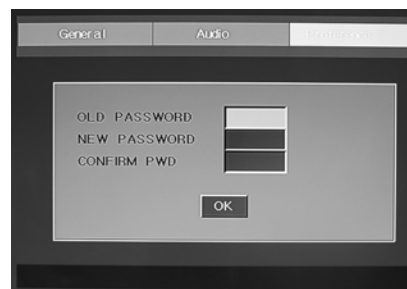 General Audio
OLD PASSWORD
NEW PASSWORD
CONFIRM PWD
OK